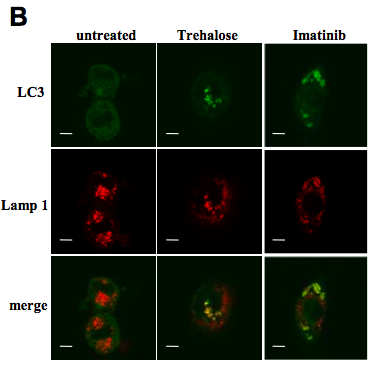 B
untreated Trehalose Imatinib
LC3
Lamp 1
merge